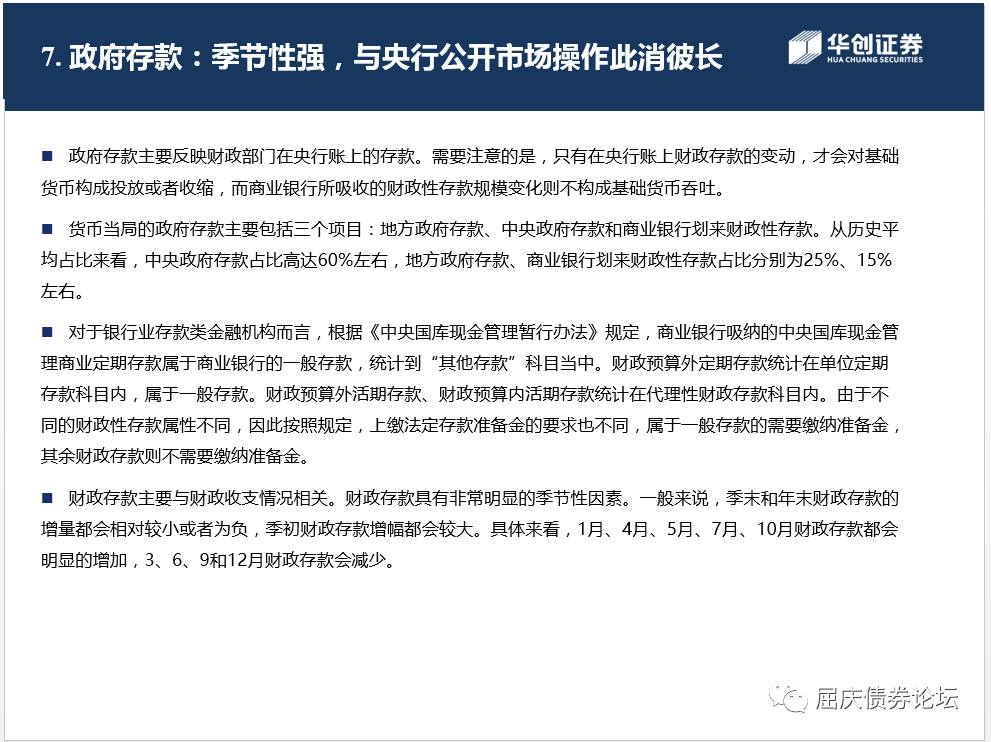 7. 政府存款：季节性强，与央行公开市场操作此消彼长
华创证券
HUA CHUANG SECURITIES
■ 政府存款主要反映财政部门在央行账上的存款。需要注意的是，只有在央行账上财政存款的变动，才会对基础
货币构成投放或者收缩，而商业银行所吸收的财政性存款规模变化则不构成基础货币吞吐。
■ 货币当局的政府存款主要包括三个项目：地方政府存款、中央政府存款和商业银行划来财政性存款。从历史平
均占比来看，中央政府存款占比高达60%左右，地方政府存款、商业银行划来财政性存款占比分别为25%、15%
左右。
■ 对于银行业存款类金融机构而言，根据《中央国库现金管理暂行办法》规定，商业银行吸纳的中央国库现金管
理商业定期存款属于商业银行的一般存款，统计到“其他存款”科目当中。财政预算外定期存款统计在单位定期
存款科目内，属于一般存款。财政预算外活期存款、财政预算内活期存款统计在代理性财政存款科目内。由于不
同的财政性存款属性不同，因此按照规定，上缴法定存款准备金的要求也不同，属于一般存款的需要缴纳准备金，
其余财政存款则不需要缴纳准备金。
■ 财政存款主要与财政收支情况相关。财政存款具有非常明显的季节性因素。一般来说，季末和年末财政存款的
增量都会相对较小或者为负，季初财政存款增幅都会较大。具体来看，1月、4月、5月、7月、10月财政存款都会
明显的增加，3、6、9和12月财政存款会减少。
屈庆债券论坛